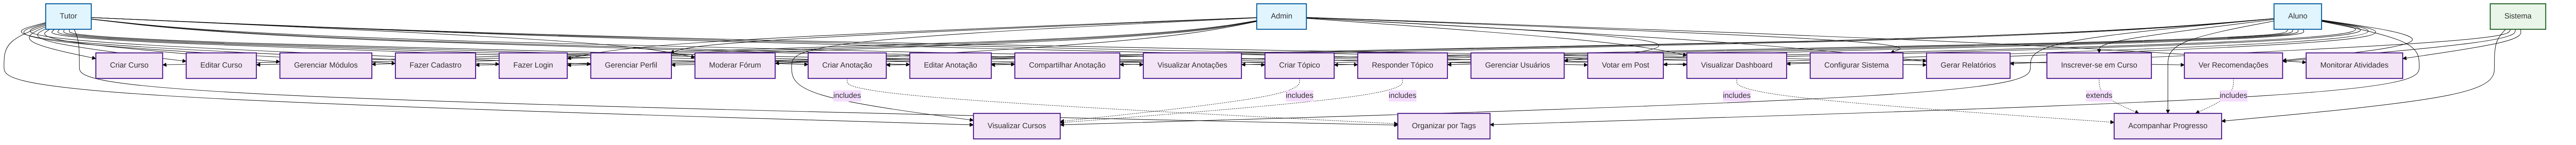 Tutor
Admin
Aluno
Sistema
Criar Curso
Editar Curso
Gerenciar Módulos
Fazer Cadastro
Fazer Login
Gerenciar Perfil
Moderar Fórum
Criar Anotação
Editar Anotação
Compartilhar Anotação
Visualizar Anotações
Criar Tópico
Responder Tópico
Gerenciar Usuários
Votar em Post
Visualizar Dashboard
Configurar Sistema
Gerar Relatórios
Inscrever-se em Curso
Ver Recomendações
Monitorar Atividades
includes
includes
includes
includes
extends
includes
Visualizar Cursos
Organizar por Tags
Acompanhar Progresso